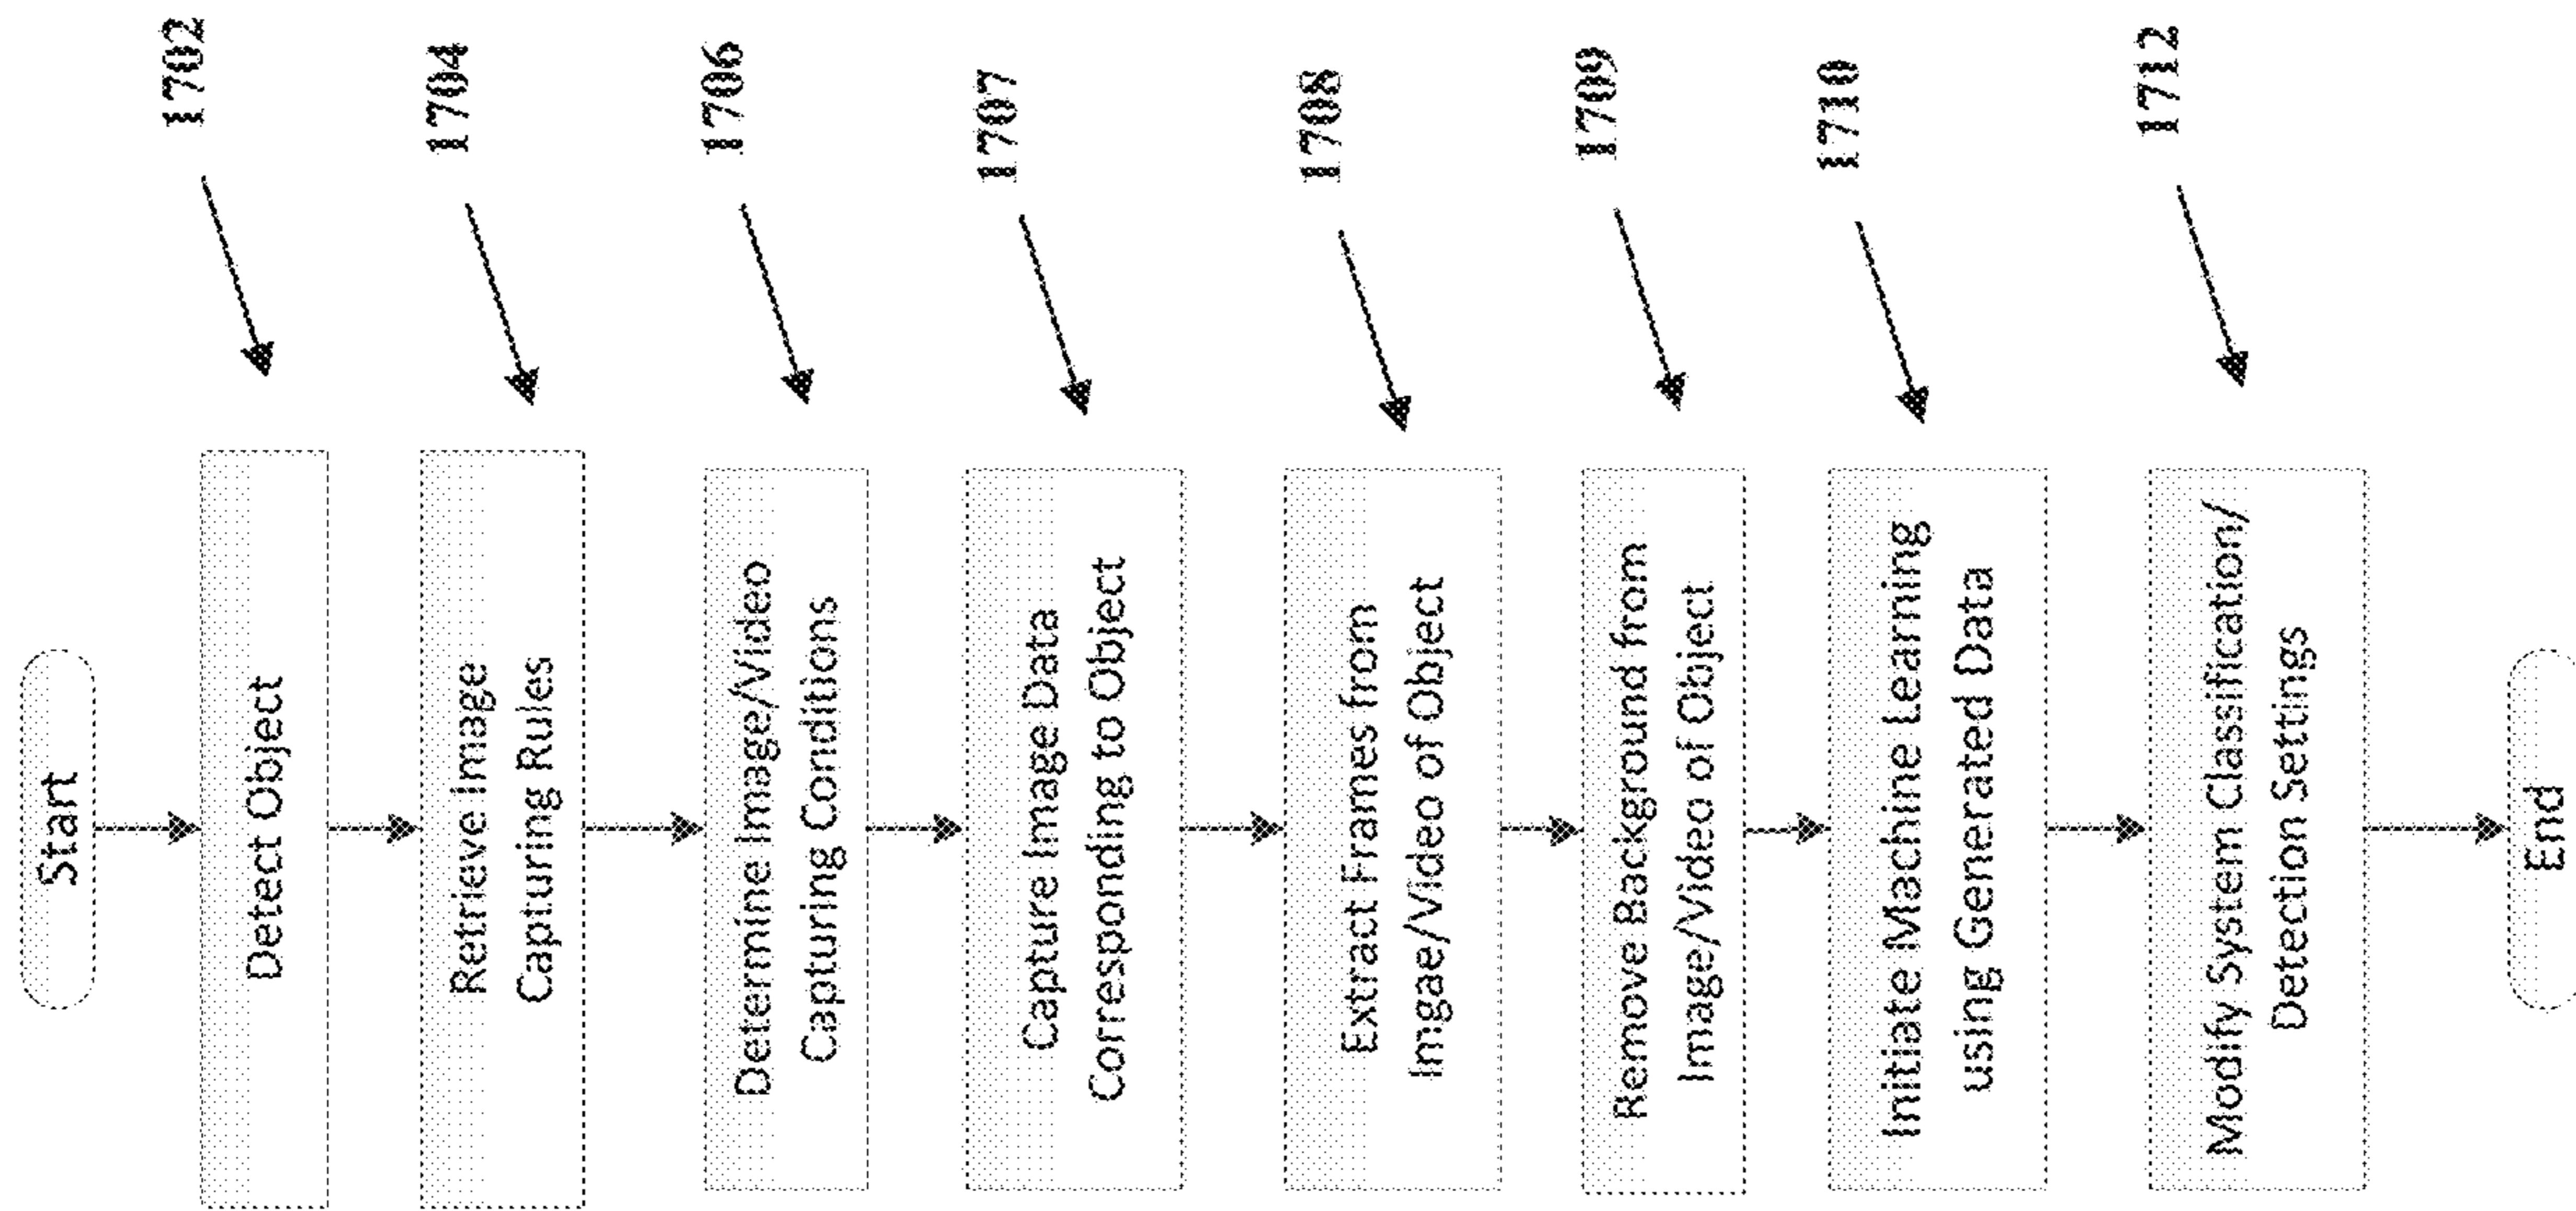 Start
Detect Object
1702
Retrieve Image
Capturing Rules
1704
Determine Image/Video
Capturing Conditions
1706
Capture Image Data
Corresponding to Object
1707
Extract Frames from
Imgae/Video of Object
1708
Remove Background from
Image/Video of Object
1709
Initiate Machine Learning
using Generated Data
1710
Modify System Classification/
Detection Settings
1712
End